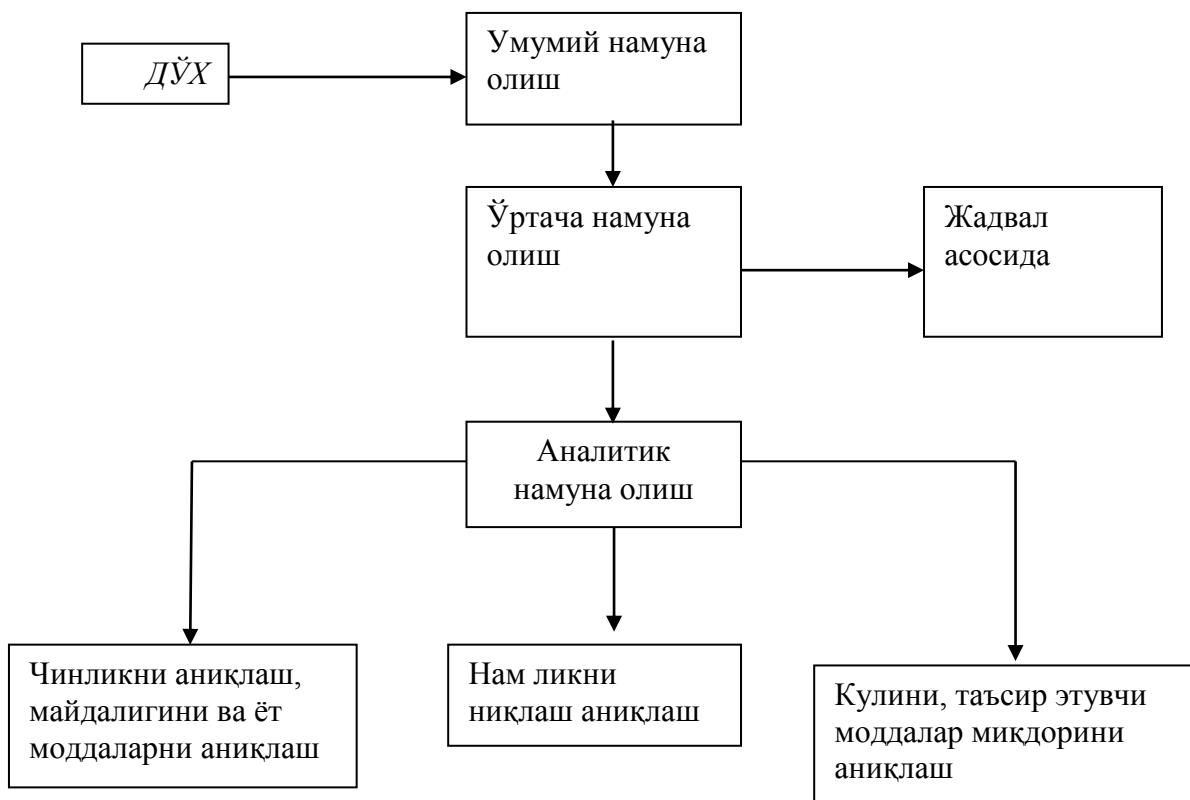 ДЎХ
Умумий намуна
олиш
Ўртача намуна
олиш
Жадвал
асосида
Аналитик
намуна олиш
Чинликни аниқлаш,
майдалигини ва ёт
моддаларни аниқлаш
Нам ликни
ниқлаш аниқлаш
Кулини, таъсир этувчи
моддалар миқдорини
аниқлаш